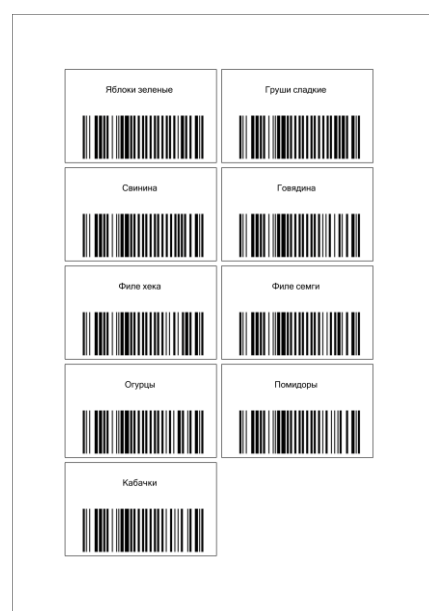 Яблоки зеленые
Груши сладкие
Свинина
Говядина
Филе хека
Филе семги
Огурцы
Помидоры
Кабачки